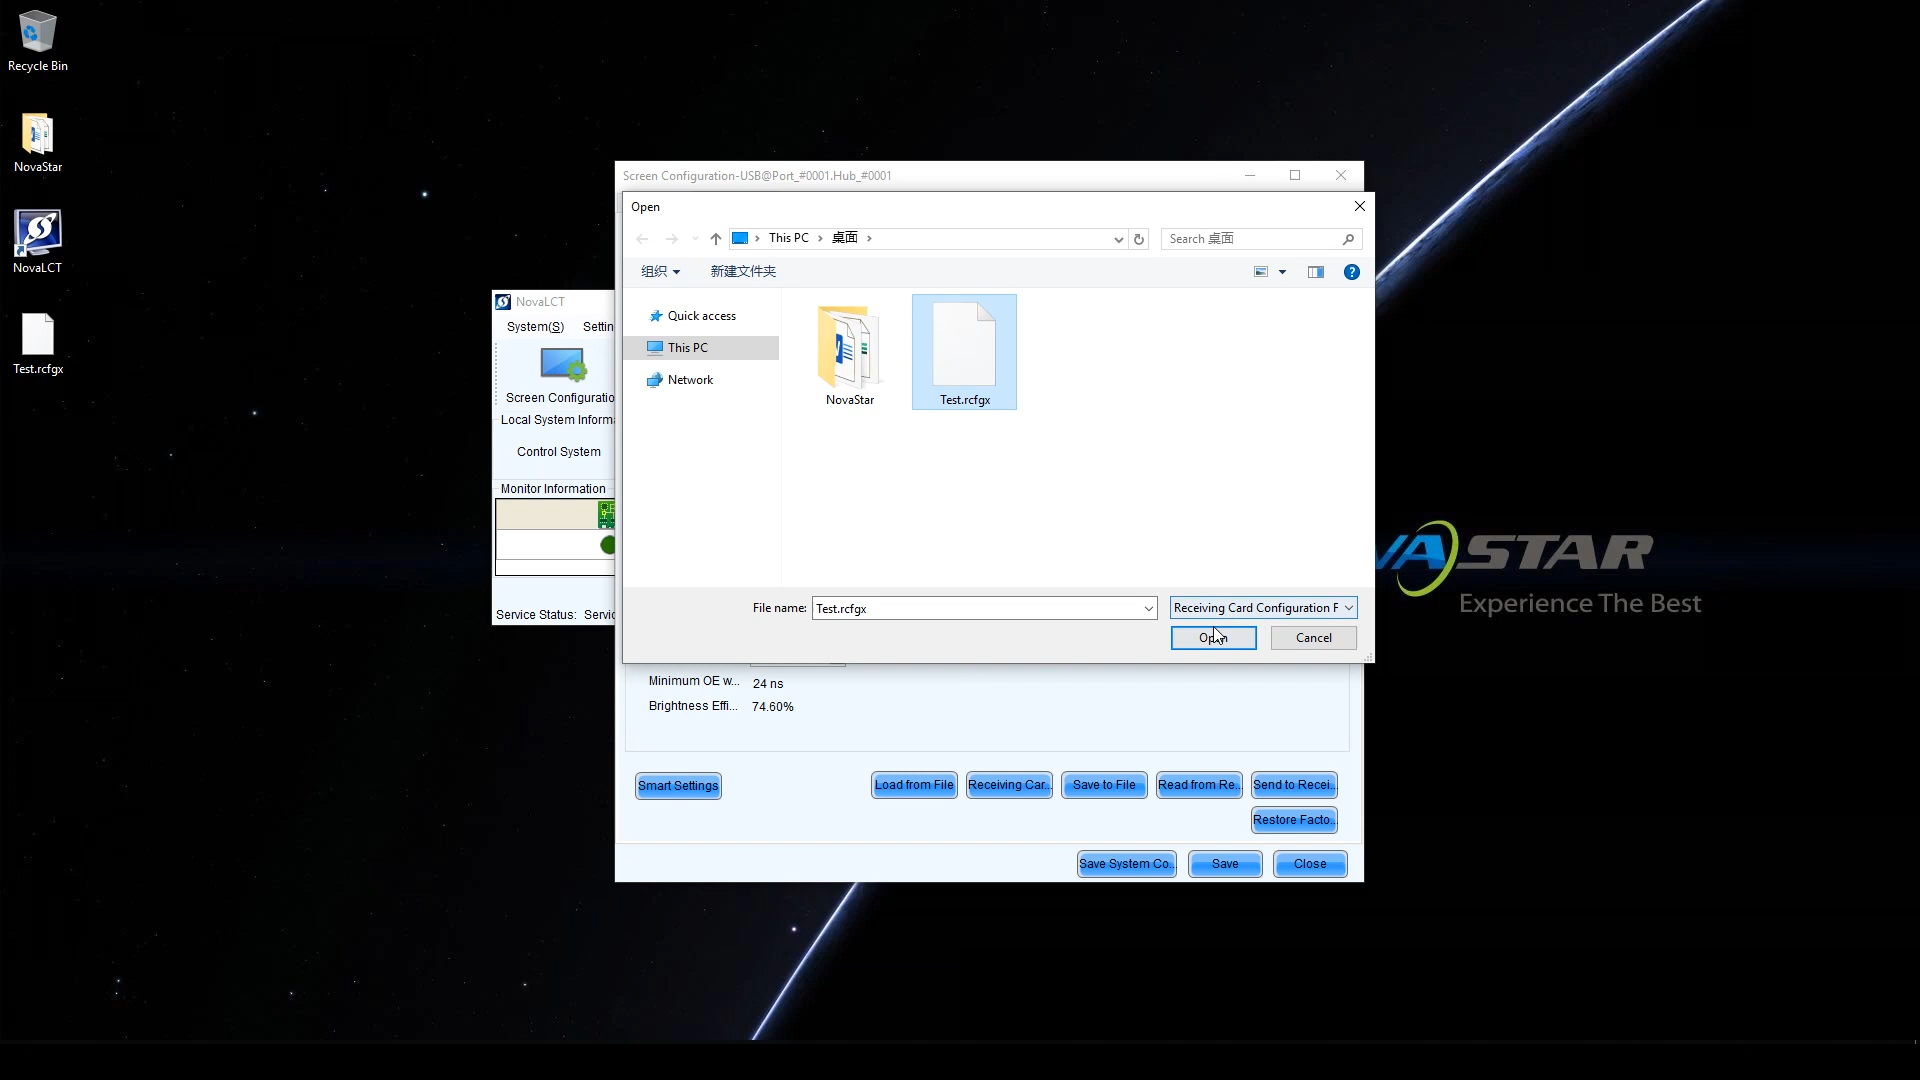 Recycle Bin
NovaStar
NovaLCT
Test.rcfgx
Screen Configuration-USB@Port_#0001.Hub_#0001
Open
This PC
桌面
Search 桌面
组织
新建文件夹
Quick access
This PC
Network
NovaStar
Test.rcfgx
File name:
Test.rcfgx
Receiving Card Configuration F
Open
Cancel
NovaLCT
System(S)
Settin
Screen Configuratio
Local System Inform
Control System
Monitor Information
Service Status:
Servic
Minimum OE w...
24 ns
Brightness Effi...
74.60%
Smart Settings
Load from File
Receiving Car...
Save to File
Read from Re...
Send to Recei...
Restore Facto...
Save System Co...
Save
Close
VA STAR
Experience The Best